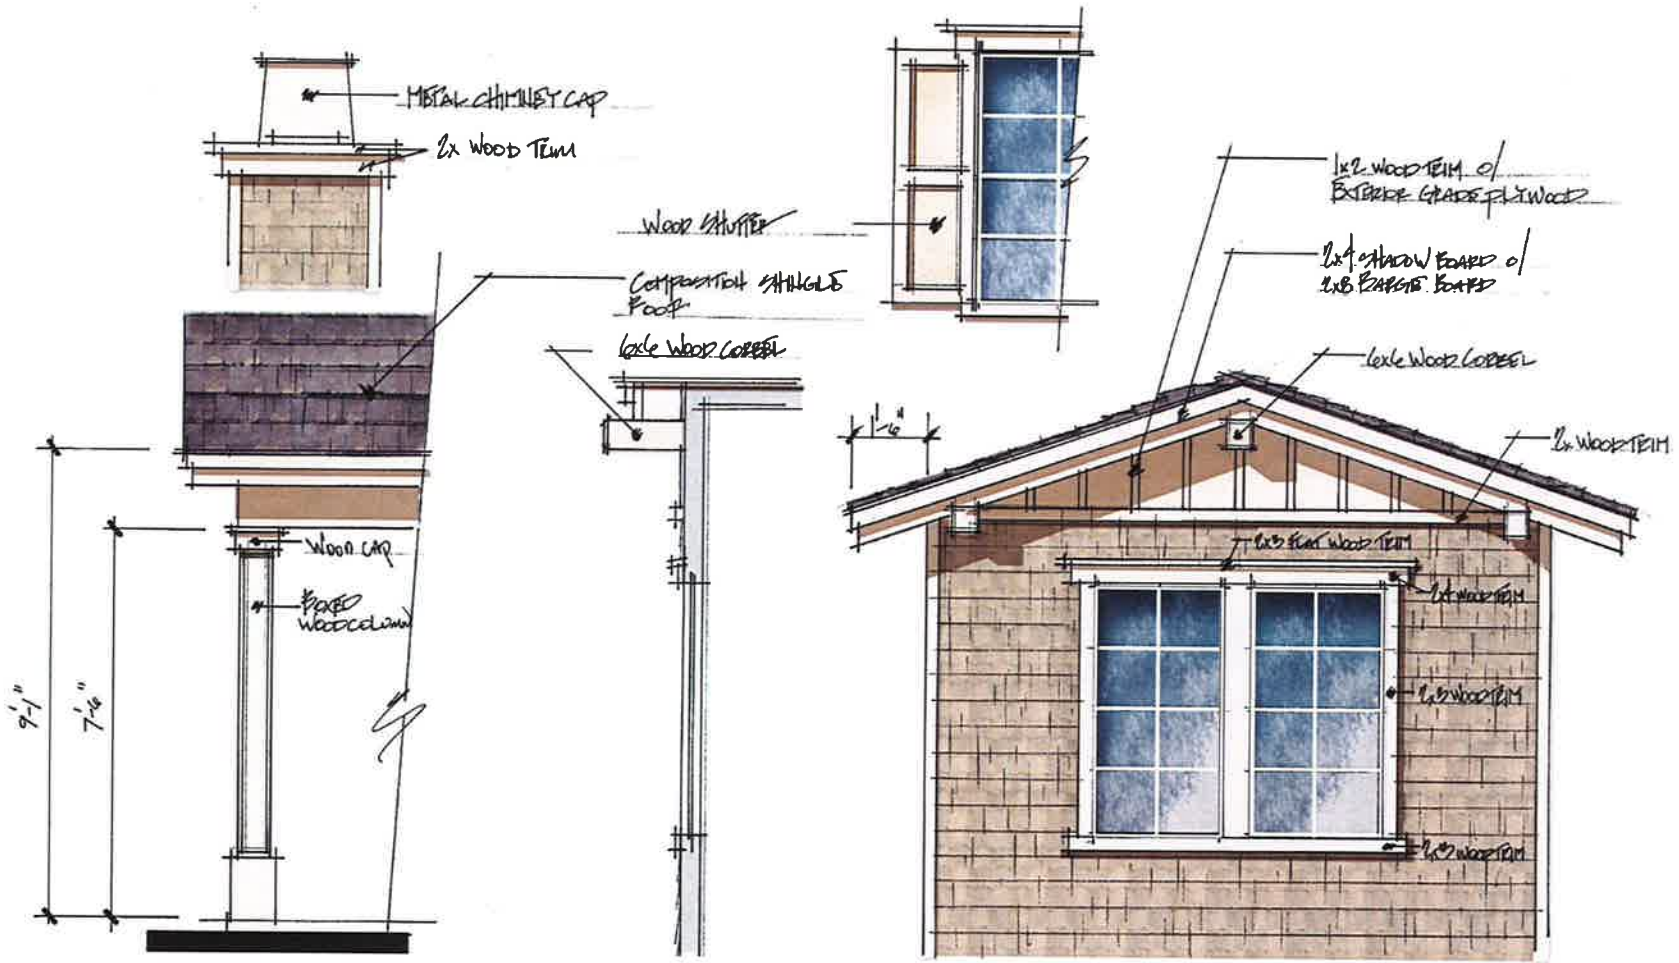 METAL CHIMNEY CAP
2x WOOD TRIM
WOOD SHUTTER
COMPOSITION SHINGLE
ROOF
6x6 WOOD CORBEL
1x2 WOOD TRIM o/
EXTERIOR GRADE PLYWOOD
2x4 SHADOW BOARD o/
2x8 BARGE BOARD
6x6 WOOD CORBEL
1'-6"
2x WOOD TRIM
WOOD CAP
BOXED
WOOD COLUMN
9'-1"
7'-6"
2x3 FLAT WOOD TRIM
2x4 WOOD TRIM
2x3 WOOD TRIM
2x3 WOOD TRIM